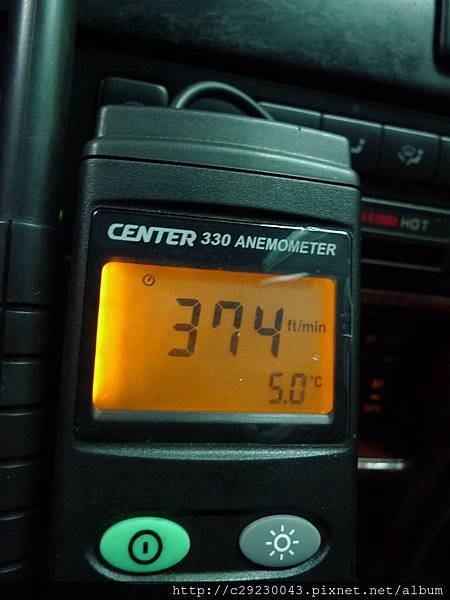 CENTER 330 ANEMOMETER
374 ft/min
5.0 °C
HOT
http://c29230043.pixnet.net/album